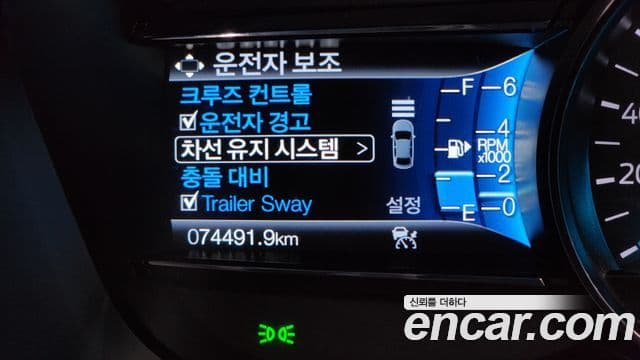 운전자 보조
크루즈 컨트롤
운전자 경고
차선 유지 시스템 >
충돌 대비
Trailer Sway
설정
074491.9km
F
E
6
4
RPM
x1000
2
0
40
20
신뢰를 더하다
encar.com